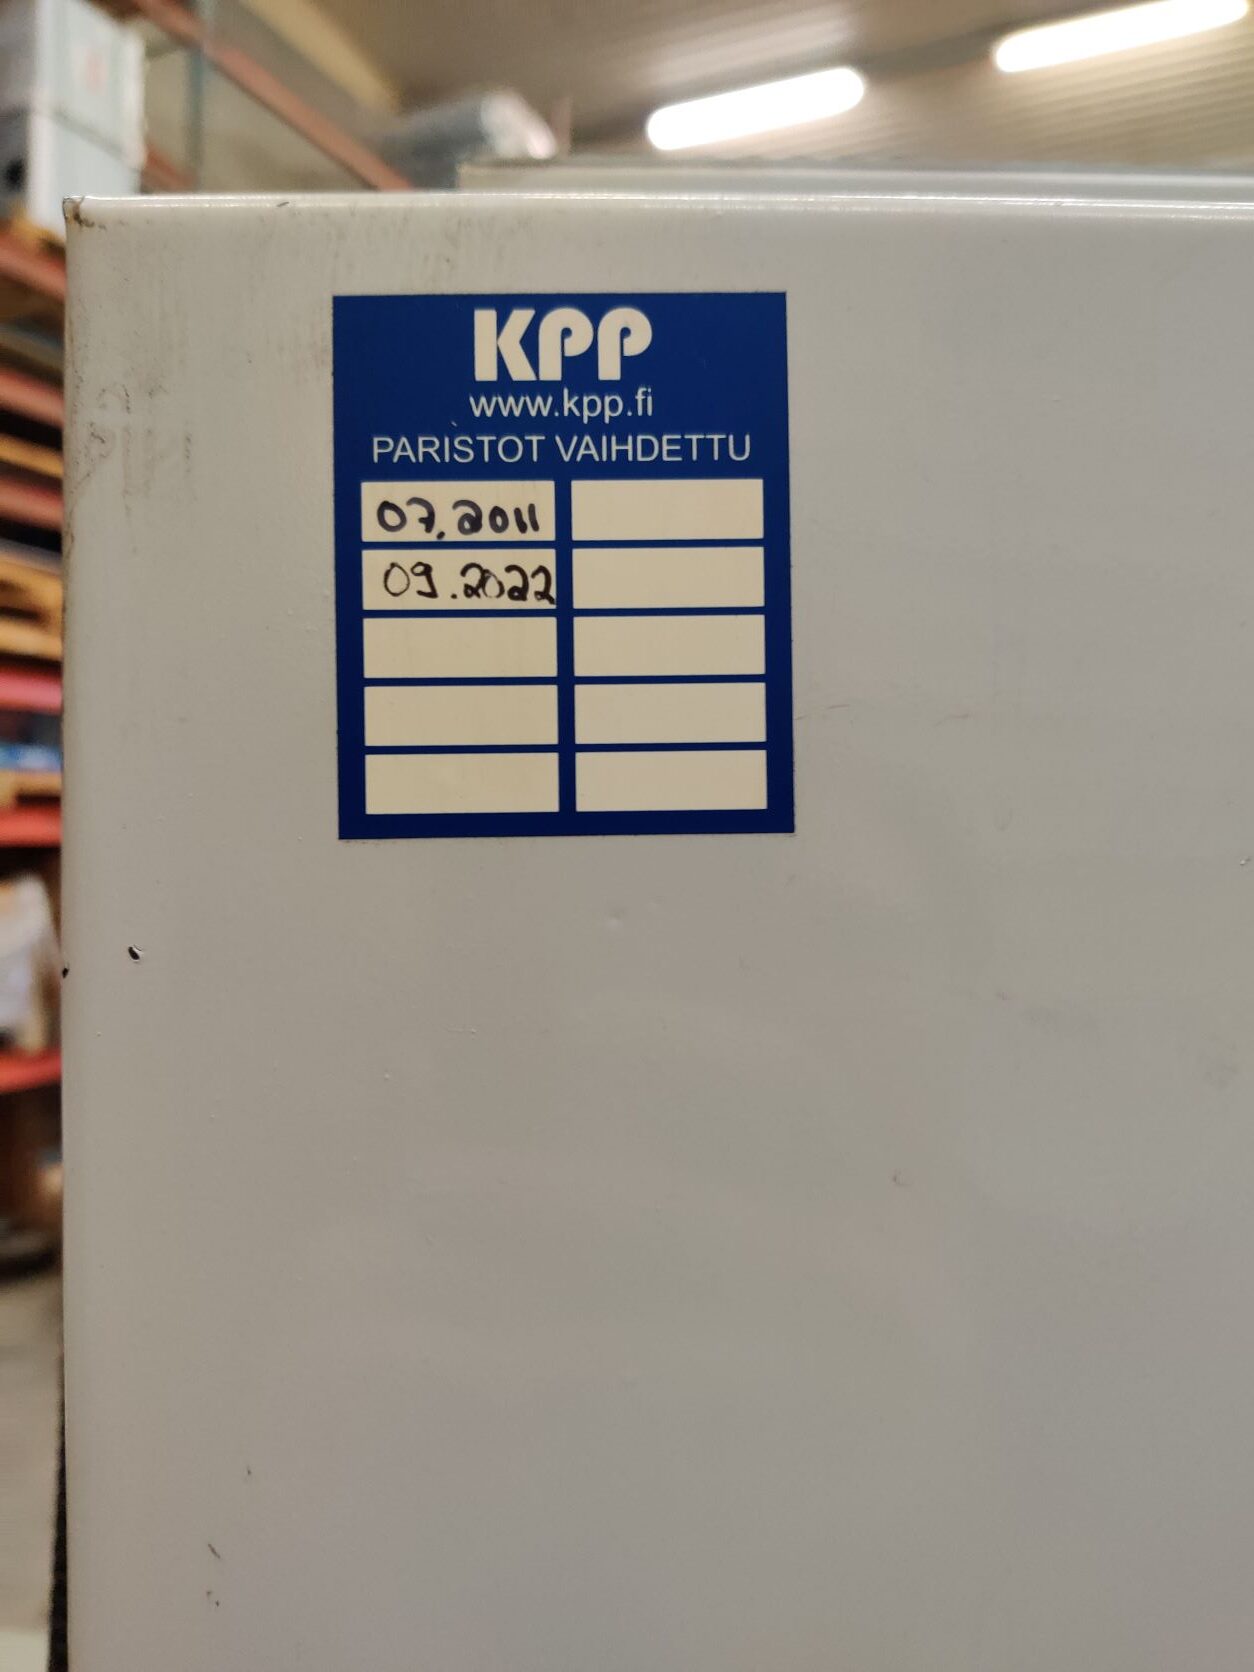 KPP
www.kpp.fi
PARISTOT VAIHDETTU
07.2011
09.2022